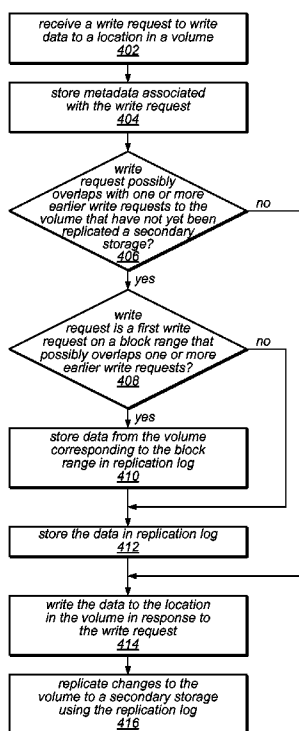 receive a write request to write
data to a location in a volume
402
store metadata associated
with the write request
404
write
request possibly
overlaps with one or more
earlier write requests to the
volume that have not yet been
replicated a secondary
storage?
406
no
yes
write
request is a first write
request on a block range that
possibly overlaps one or more
earlier write requests?
408
no
yes
store data from the volume
corresponding to the block
range in replication log
410
store the data in replication log
412
write the data to the location
in the volume in response to
the write request
414
replicate changes to the
volume to a secondary storage
using the replication log
416